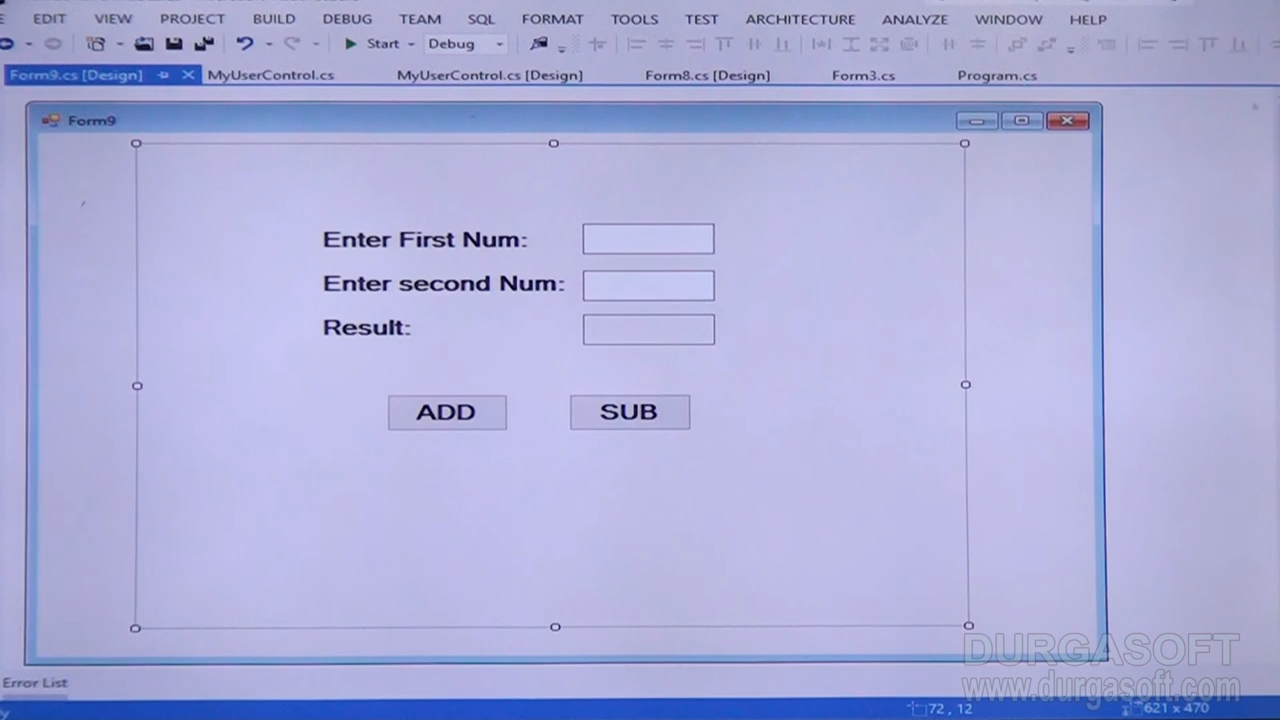 EDIT VIEW PROJECT BUILD DEBUG TEAM SQL FORMAT TOOLS TEST ARCHITECTURE ANALYZE WINDOW HELP
Start Debug
Form9.cs [Design] MyUserControl.cs MyUserControl.cs [Design] Form8.cs [Design] Form3.cs Program.cs
Form9
Enter First Num:
Enter second Num:
Result:
ADD SUB
DURGASOFT
www.durgasoft.com
Error List
72 , 12 621 x 470